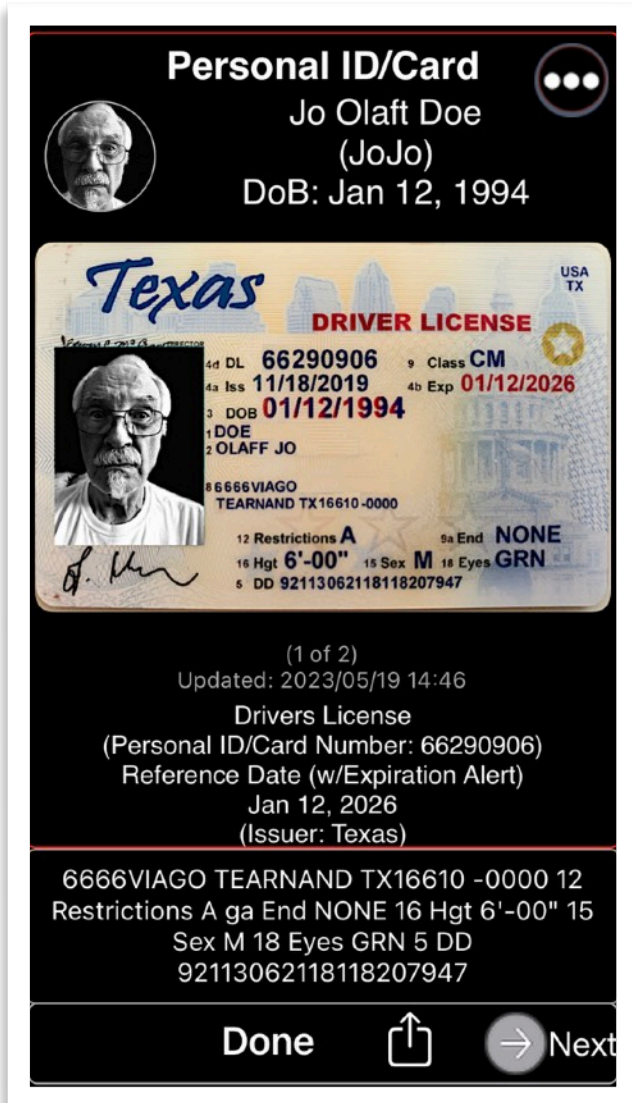 Personal ID/Card
Jo Olaft Doe
(JoJo)
DoB: Jan 12, 1994
Texas
USA
TX
DRIVER LICENSE
DIRECTOR
4d DL 66290906 9 Class CM
4a Iss 11/18/2019 4b Exp 01/12/2026
3 DOB 01/12/1994
1 DOE
2 OLAFF JO
8 6666VIAGO
TEARNAND TX16610-0000
12 Restrictions A 9a End NONE
16 Hgt 6'-00" 15 Sex M 18 Eyes GRN
5 DD 92113062118118207947
(1 of 2)
Updated: 2023/05/19 14:46
Drivers License
(Personal ID/Card Number: 66290906)
Reference Date (w/Expiration Alert)
Jan 12, 2026
(Issuer: Texas)
6666VIAGO TEARNAND TX16610 -0000 12
Restrictions A ga End NONE 16 Hgt 6'-00" 15
Sex M 18 Eyes GRN 5 DD
92113062118118207947
Done
Next